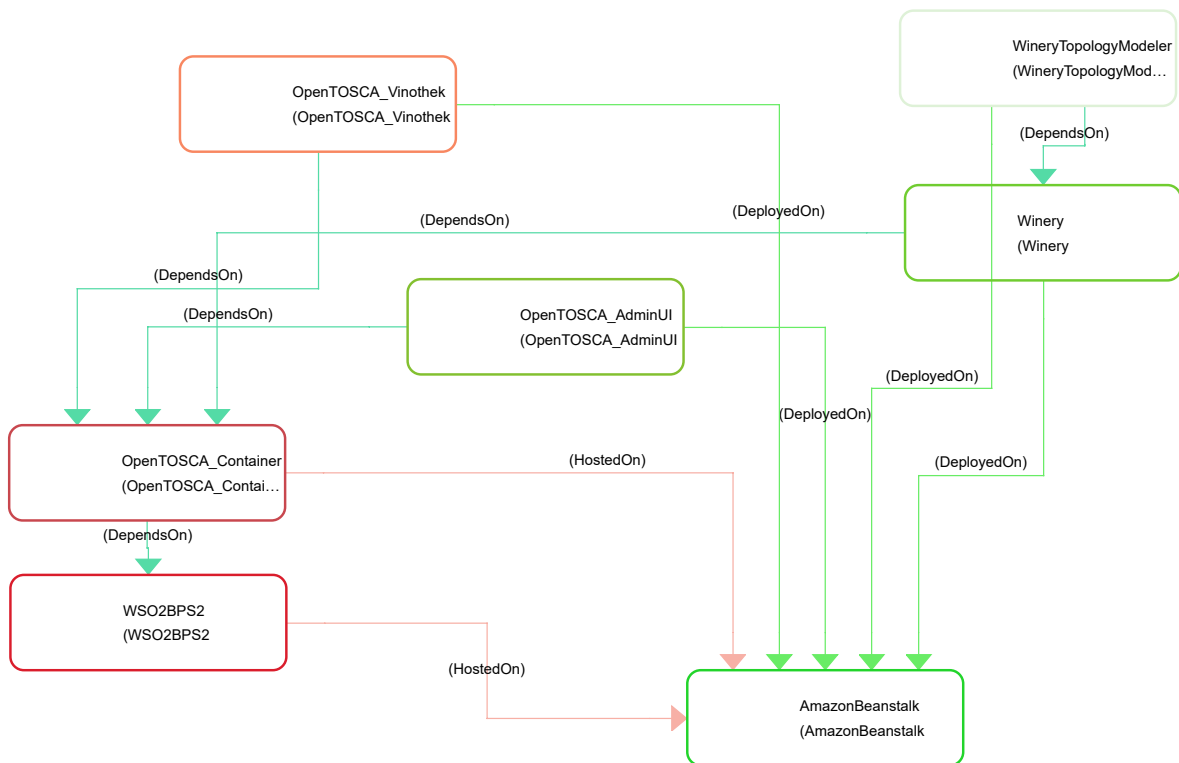 WineryTopologyModeler
(WineryTopologyMod…
OpenTOSCA_Vinothek
(OpenTOSCA_Vinothek
(DependsOn)
(DeployedOn)
(DependsOn)
Winery
(Winery
(DependsOn)
(DependsOn)
OpenTOSCA_AdminUI
(OpenTOSCA_AdminUI
(DeployedOn)
(DeployedOn)
OpenTOSCA_Container
(OpenTOSCA_Contai…
(HostedOn)
(DeployedOn)
(DependsOn)
WSO2BPS2
(WSO2BPS2
(HostedOn)
AmazonBeanstalk
(AmazonBeanstalk